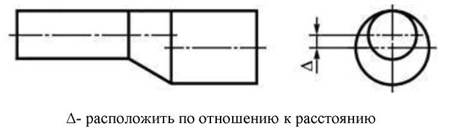 Δ
Δ- расположить по отношению к расстоянию